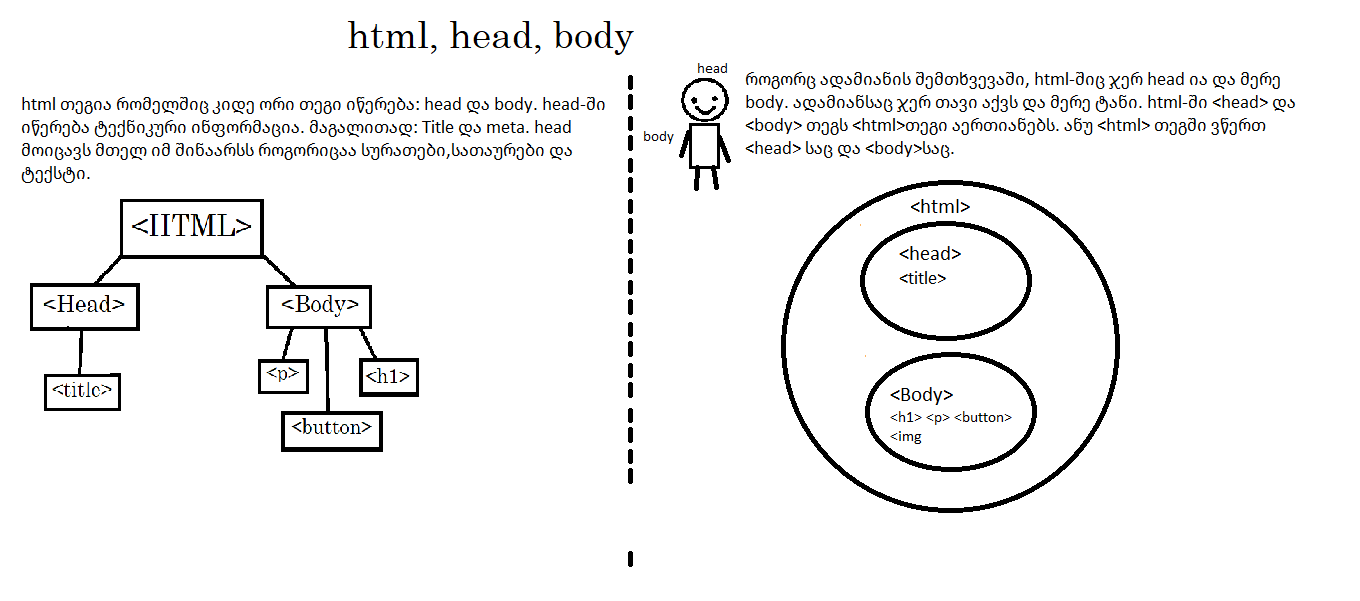 html, head, body
html თეგია რომელშიც კიდე ორი თეგი იწერება: head და body. head-ში
იწერება ტექნიკური ინფორმაცია. მაგალითად: Title და meta. head
მოიცავს მთელ იმ შინაარსს როგორიცაა სურათები,სათაურები და
ტექსტი.
<HTML>
<Head>
<Body>
<title>
<p>
<h1>
<button>
head
body
როგორც ადამიანის შემთხვევაში, html-შიც ჯერ head ია და მერე
body. ადამიანსაც ჯერ თავი აქვს და მერე ტანი. html-ში <head> და
<body> თეგს <html>თეგი აერთიანებს. ანუ <html> თეგში ვწერთ
<head> საც და <body>საც.
<html>
<head>
<title>
<Body>
<h1> <p> <button>
<img